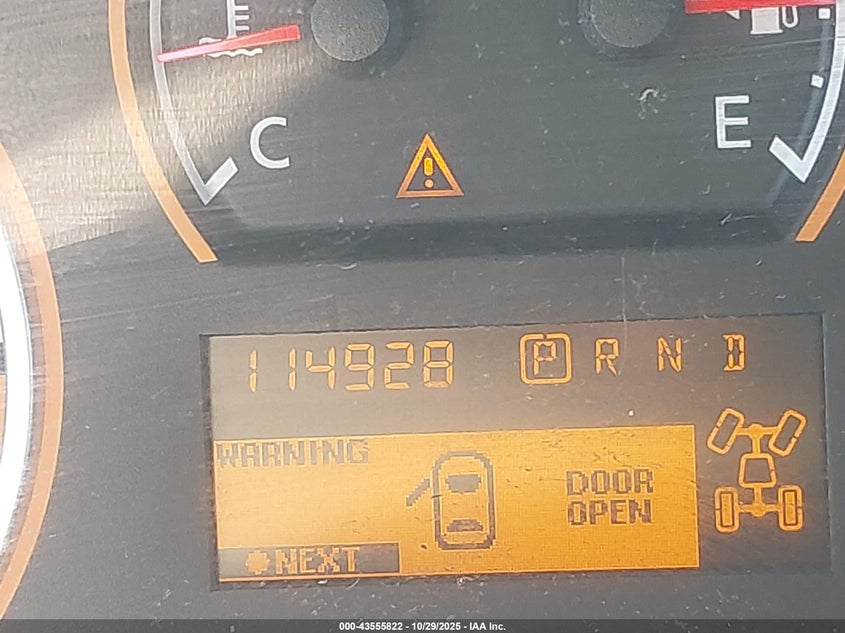 C
E
114928 P R N D
WARNING
DOOR
OPEN
NEXT
000-43555822 - 10/29/2025 - IAA Inc.